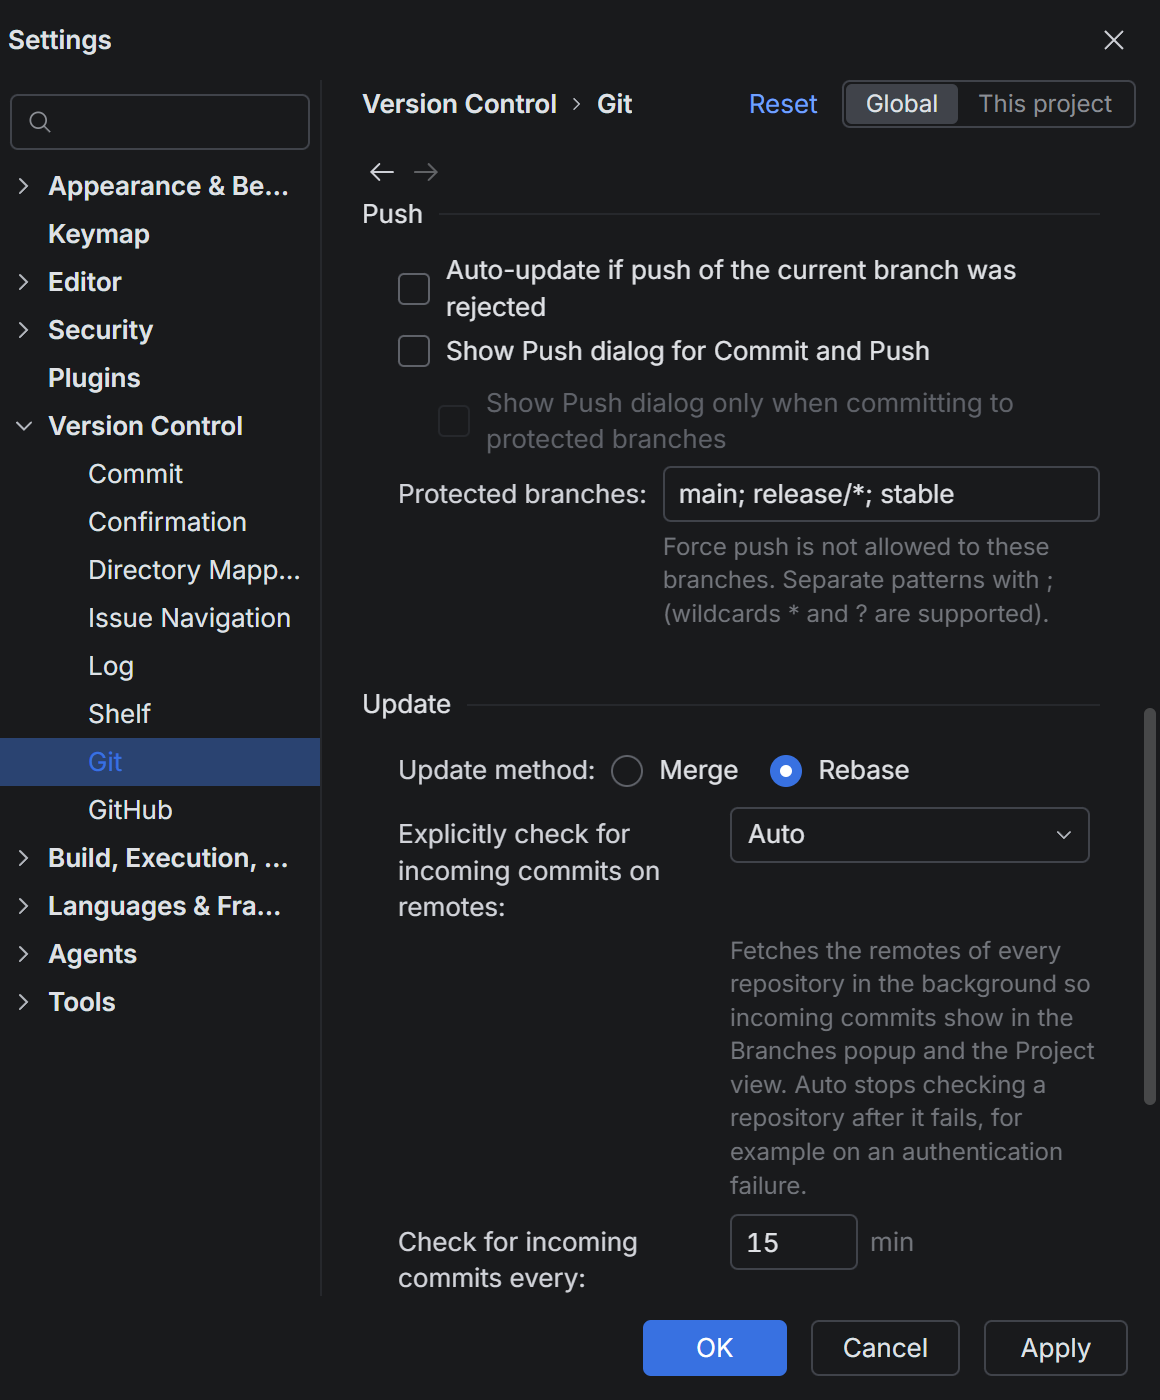 Settings
Appearance & Be...
Keymap
Editor
Security
Plugins
Version Control
Commit
Confirmation
Directory Mapp...
Issue Navigation
Log
Shelf
Git
GitHub
Build, Execution, ...
Languages & Fra...
Agents
Tools
Version Control › Git
Reset
Global
This project
Push
Auto-update if push of the current branch was
rejected
Show Push dialog for Commit and Push
Show Push dialog only when committing to
protected branches
Protected branches: main; release/*; stable
Force push is not allowed to these
branches. Separate patterns with ;
(wildcards * and ? are supported).
Update
Update method: Merge Rebase
Explicitly check for
incoming commits on
remotes:
Auto
Fetches the remotes of every
repository in the background so
incoming commits show in the
Branches popup and the Project
view. Auto stops checking a
repository after it fails, for
example on an authentication
failure.
Check for incoming
commits every:
15 min
OK
Cancel
Apply